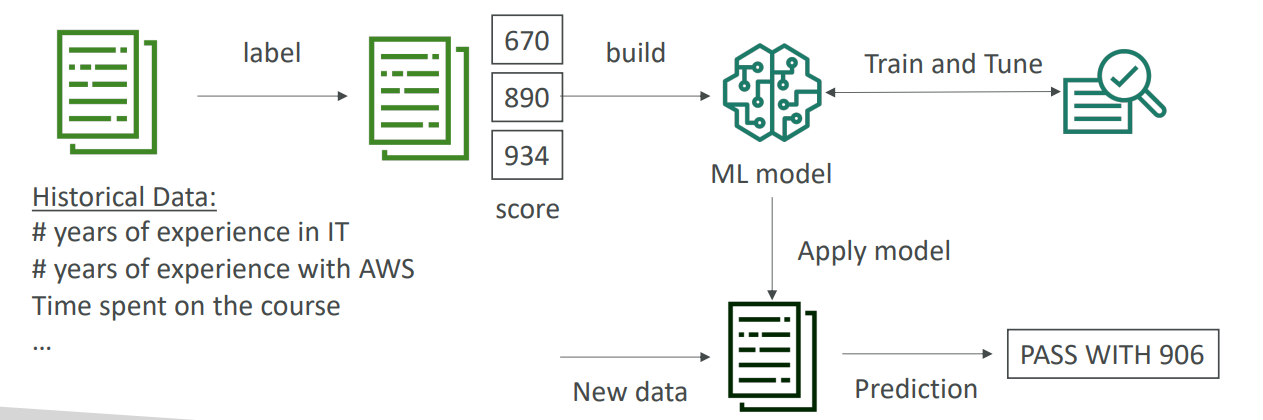 label
670
890
934
score
build
Train and Tune
ML model
Historical Data:
# years of experience in IT
# years of experience with AWS
Time spent on the course
...
Apply model
New data
Prediction
PASS WITH 906